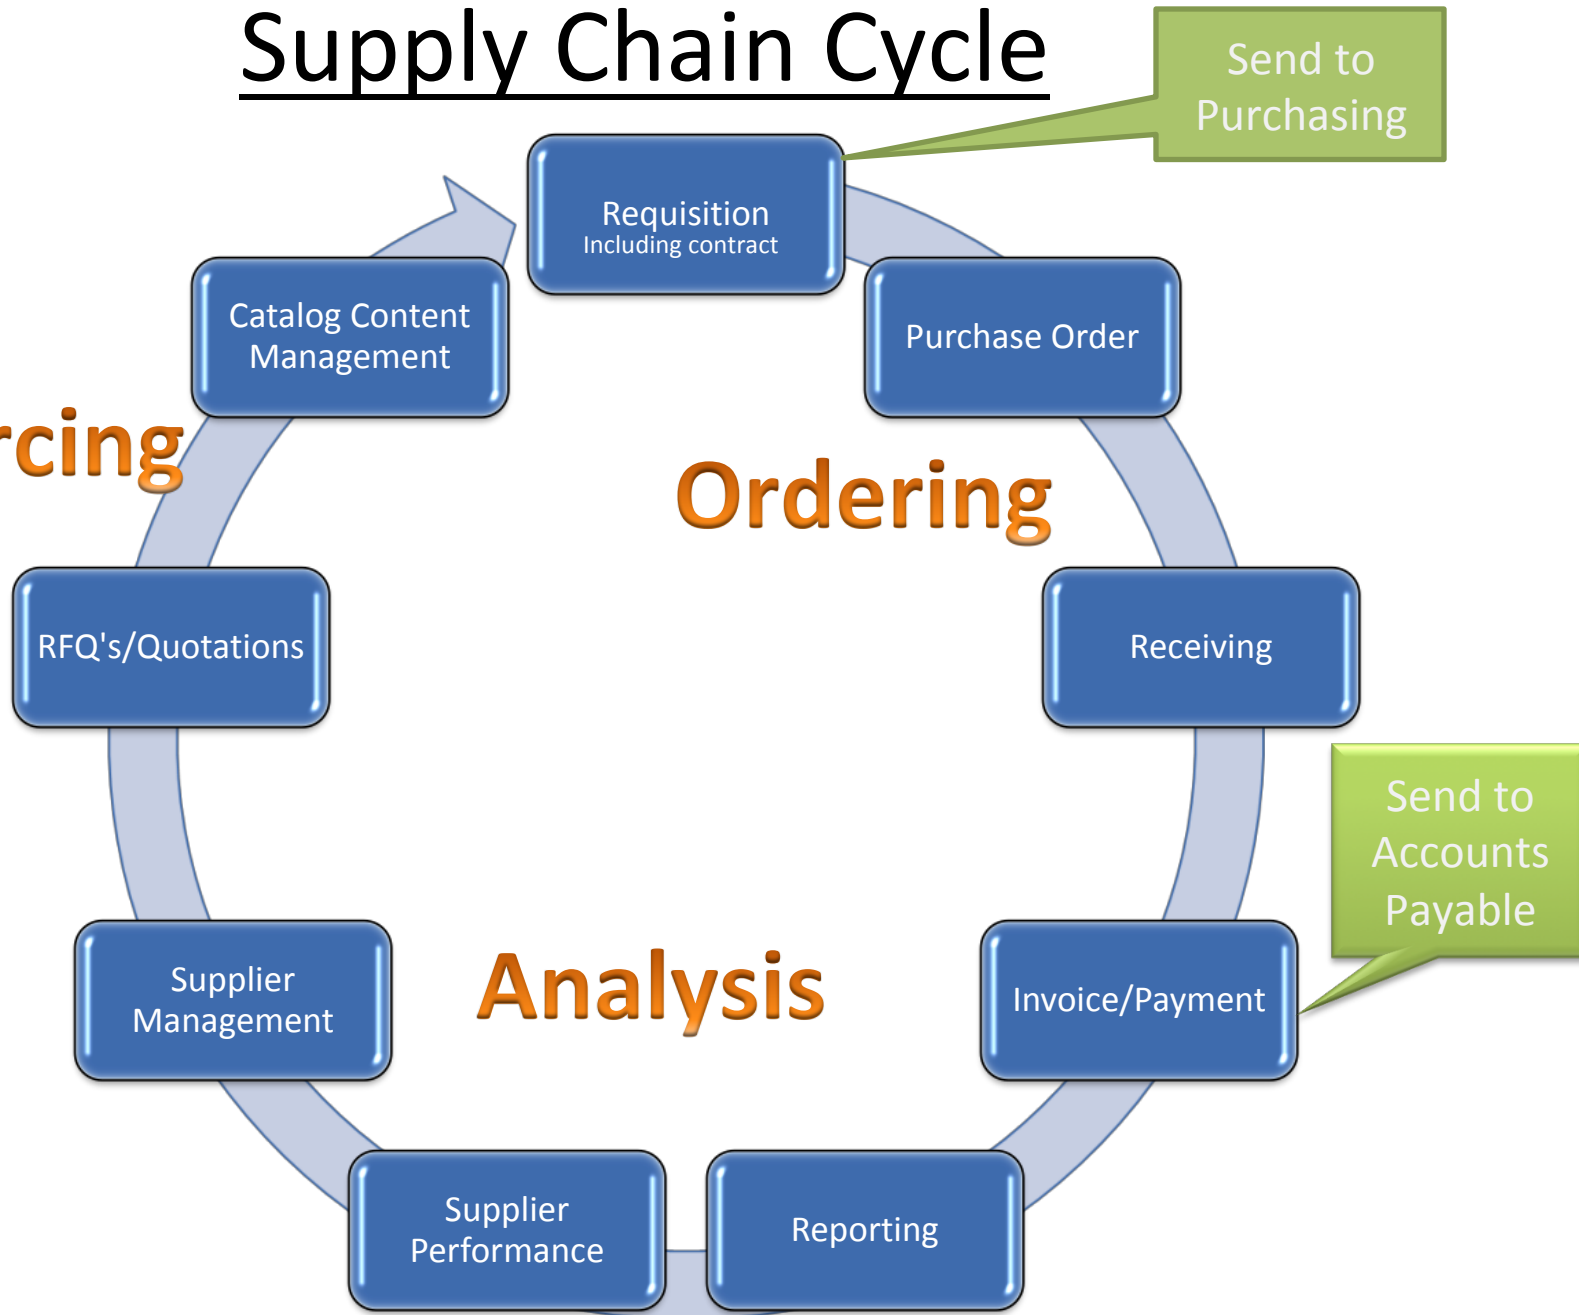 Supply Chain Cycle
Send to
Purchasing
Requisition
Including contract
Purchase Order
Catalog Content
Management
rcing
Ordering
RFQ's/Quotations
Receiving
Send to
Accounts
Payable
Supplier
Management
Analysis
Invoice/Payment
Supplier
Performance
Reporting